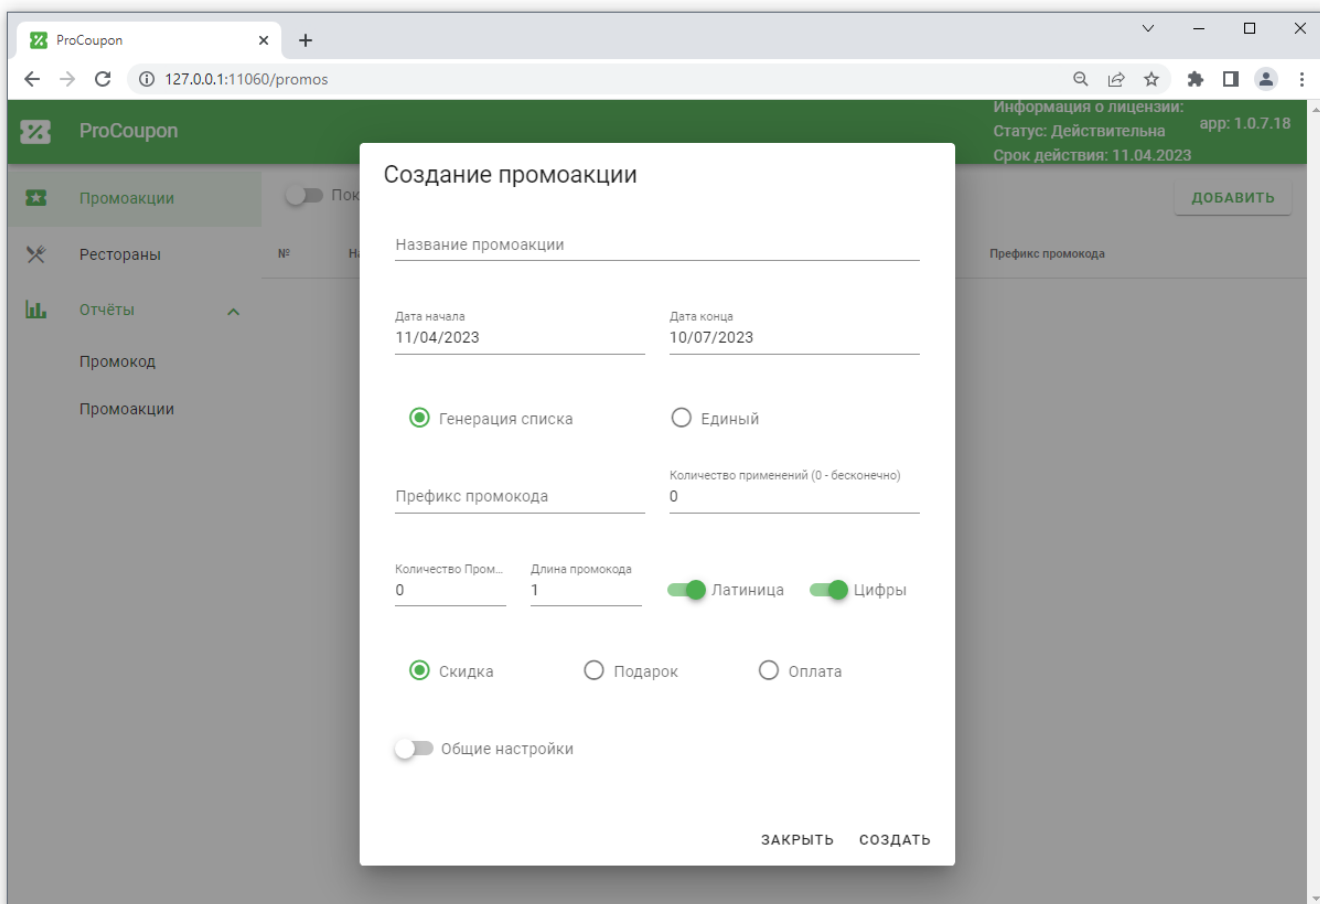 ProCoupon
127.0.0.1:11060/promos
ProCoupon
Информация о лицензии:
Статус: Действительна
Срок действия: 11.04.2023
app: 1.0.7.18
Промоакции
Пок
ДОБАВИТЬ
Рестораны
№
На
Префикс промокода
Отчёты
Промокод
Промоакции
Создание промоакции
Название промоакции
Дата начала
11/04/2023
Дата конца
10/07/2023
Генерация списка
Единый
Префикс промокода
Количество применений (0 - бесконечно)
0
Количество Пром...
0
Длина промокода
1
Латиница
Цифры
Скидка
Подарок
Оплата
Общие настройки
ЗАКРЫТЬ
СОЗДАТЬ